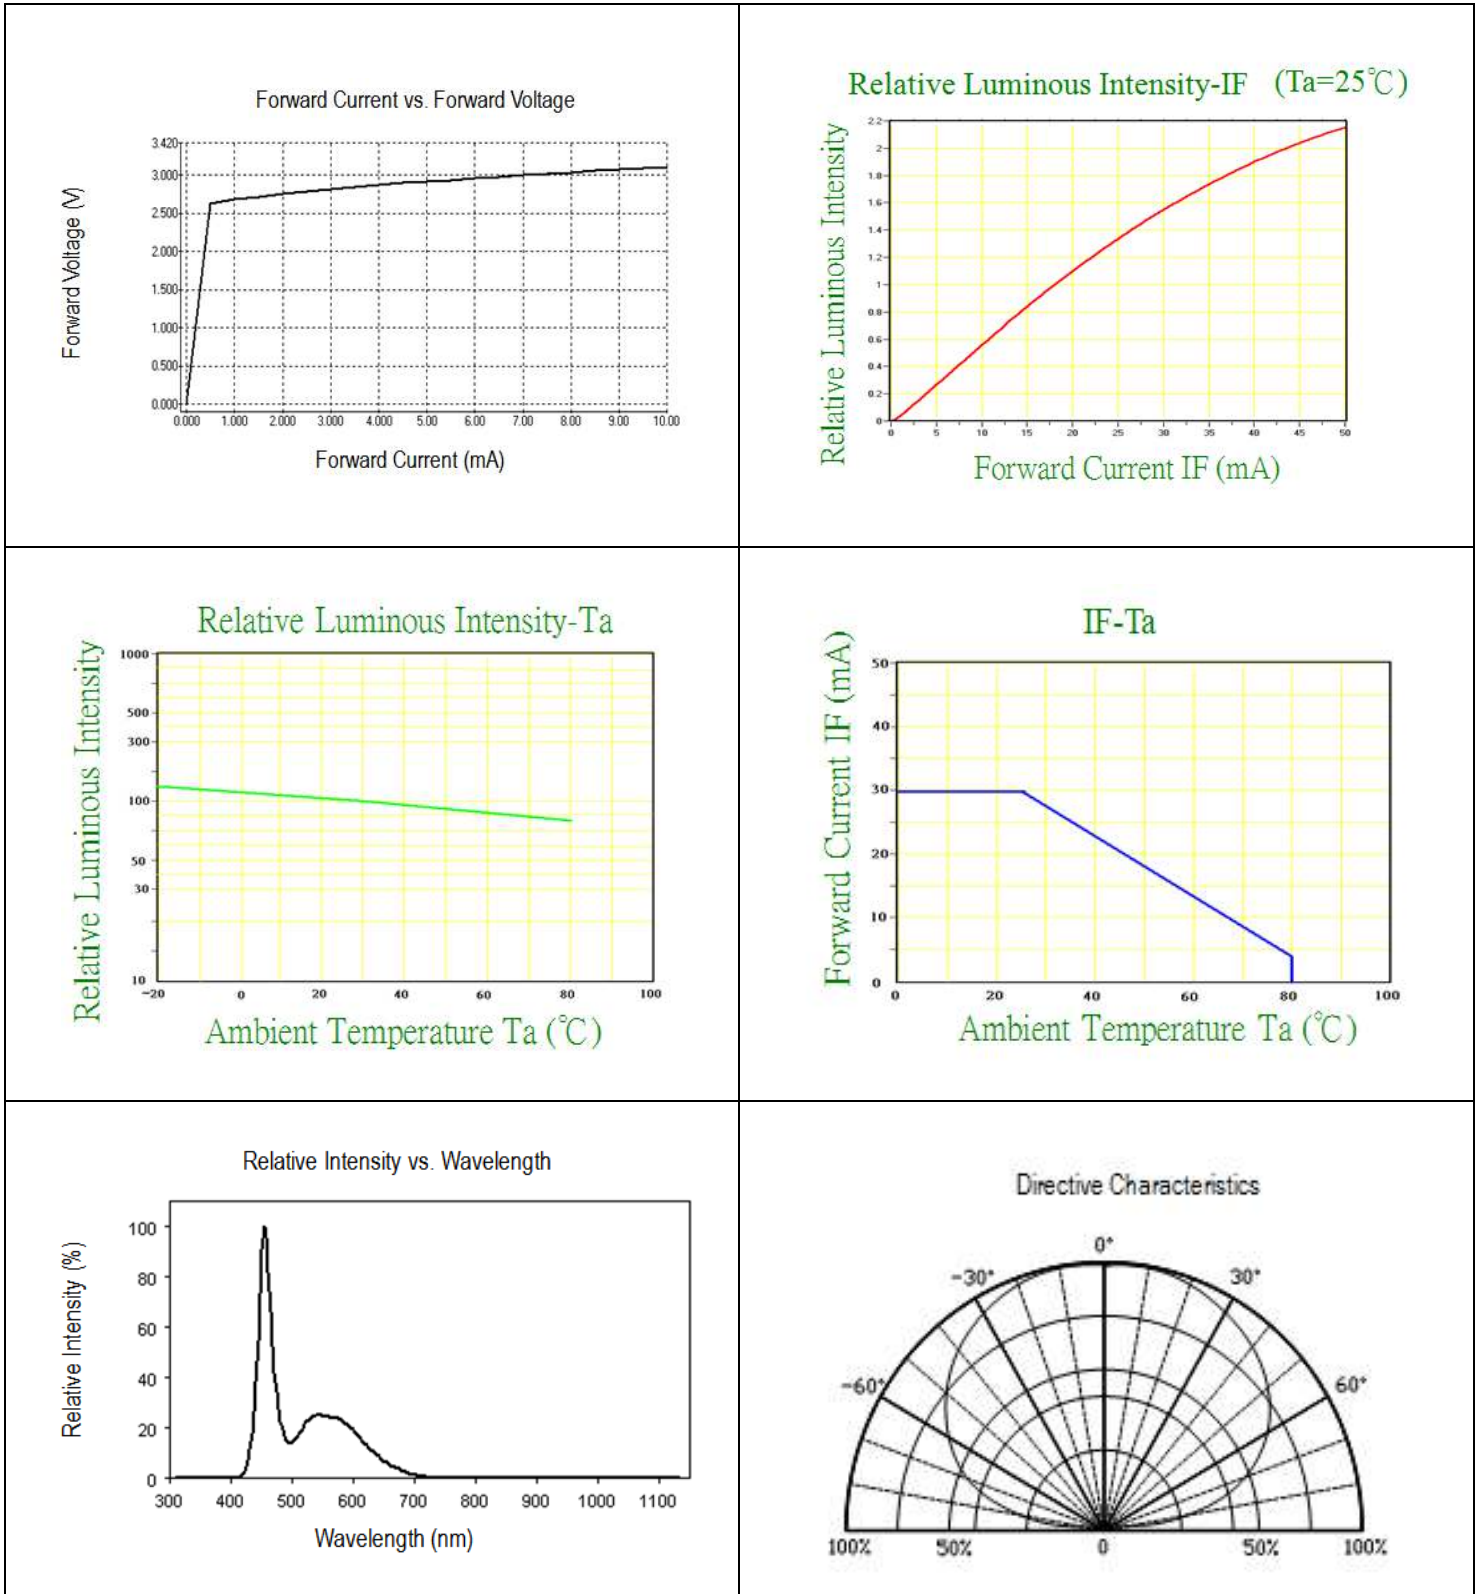 Forward Current vs. Forward Voltage
Forward Voltage (V)
3.420
3.000
2.500
2.000
1.500
1.000
0.500
0.000
0.000 1.000 2.000 3.000 4.000 5.00 6.00 7.00 8.00 9.00 10.00
Forward Current (mA)
Relative Luminous Intensity-IF (Ta=25℃)
Relative Luminous Intensity
2.2
2
1.8
1.6
1.4
1.2
1
0.8
0.6
0.4
0.2
0
0 5 10 15 20 25 30 35 40 45 50
Forward Current IF (mA)
Relative Luminous Intensity-Ta
Relative Luminous Intensity
1000
500
300
100
50
30
10
-20 0 20 40 60 80 100
Ambient Temperature Ta (℃)
IF-Ta
Forward Current IF (mA)
50
40
30
20
10
0
0 20 40 60 80 100
Ambient Temperature Ta (℃)
Relative Intensity vs. Wavelength
Relative Intensity (%)
100
80
60
40
20
0
300 400 500 600 700 800 900 1000 1100
Wavelength (nm)
Directive Characteristics
0°
-30° 30°
-60° 60°
100% 50% 0 50% 100%